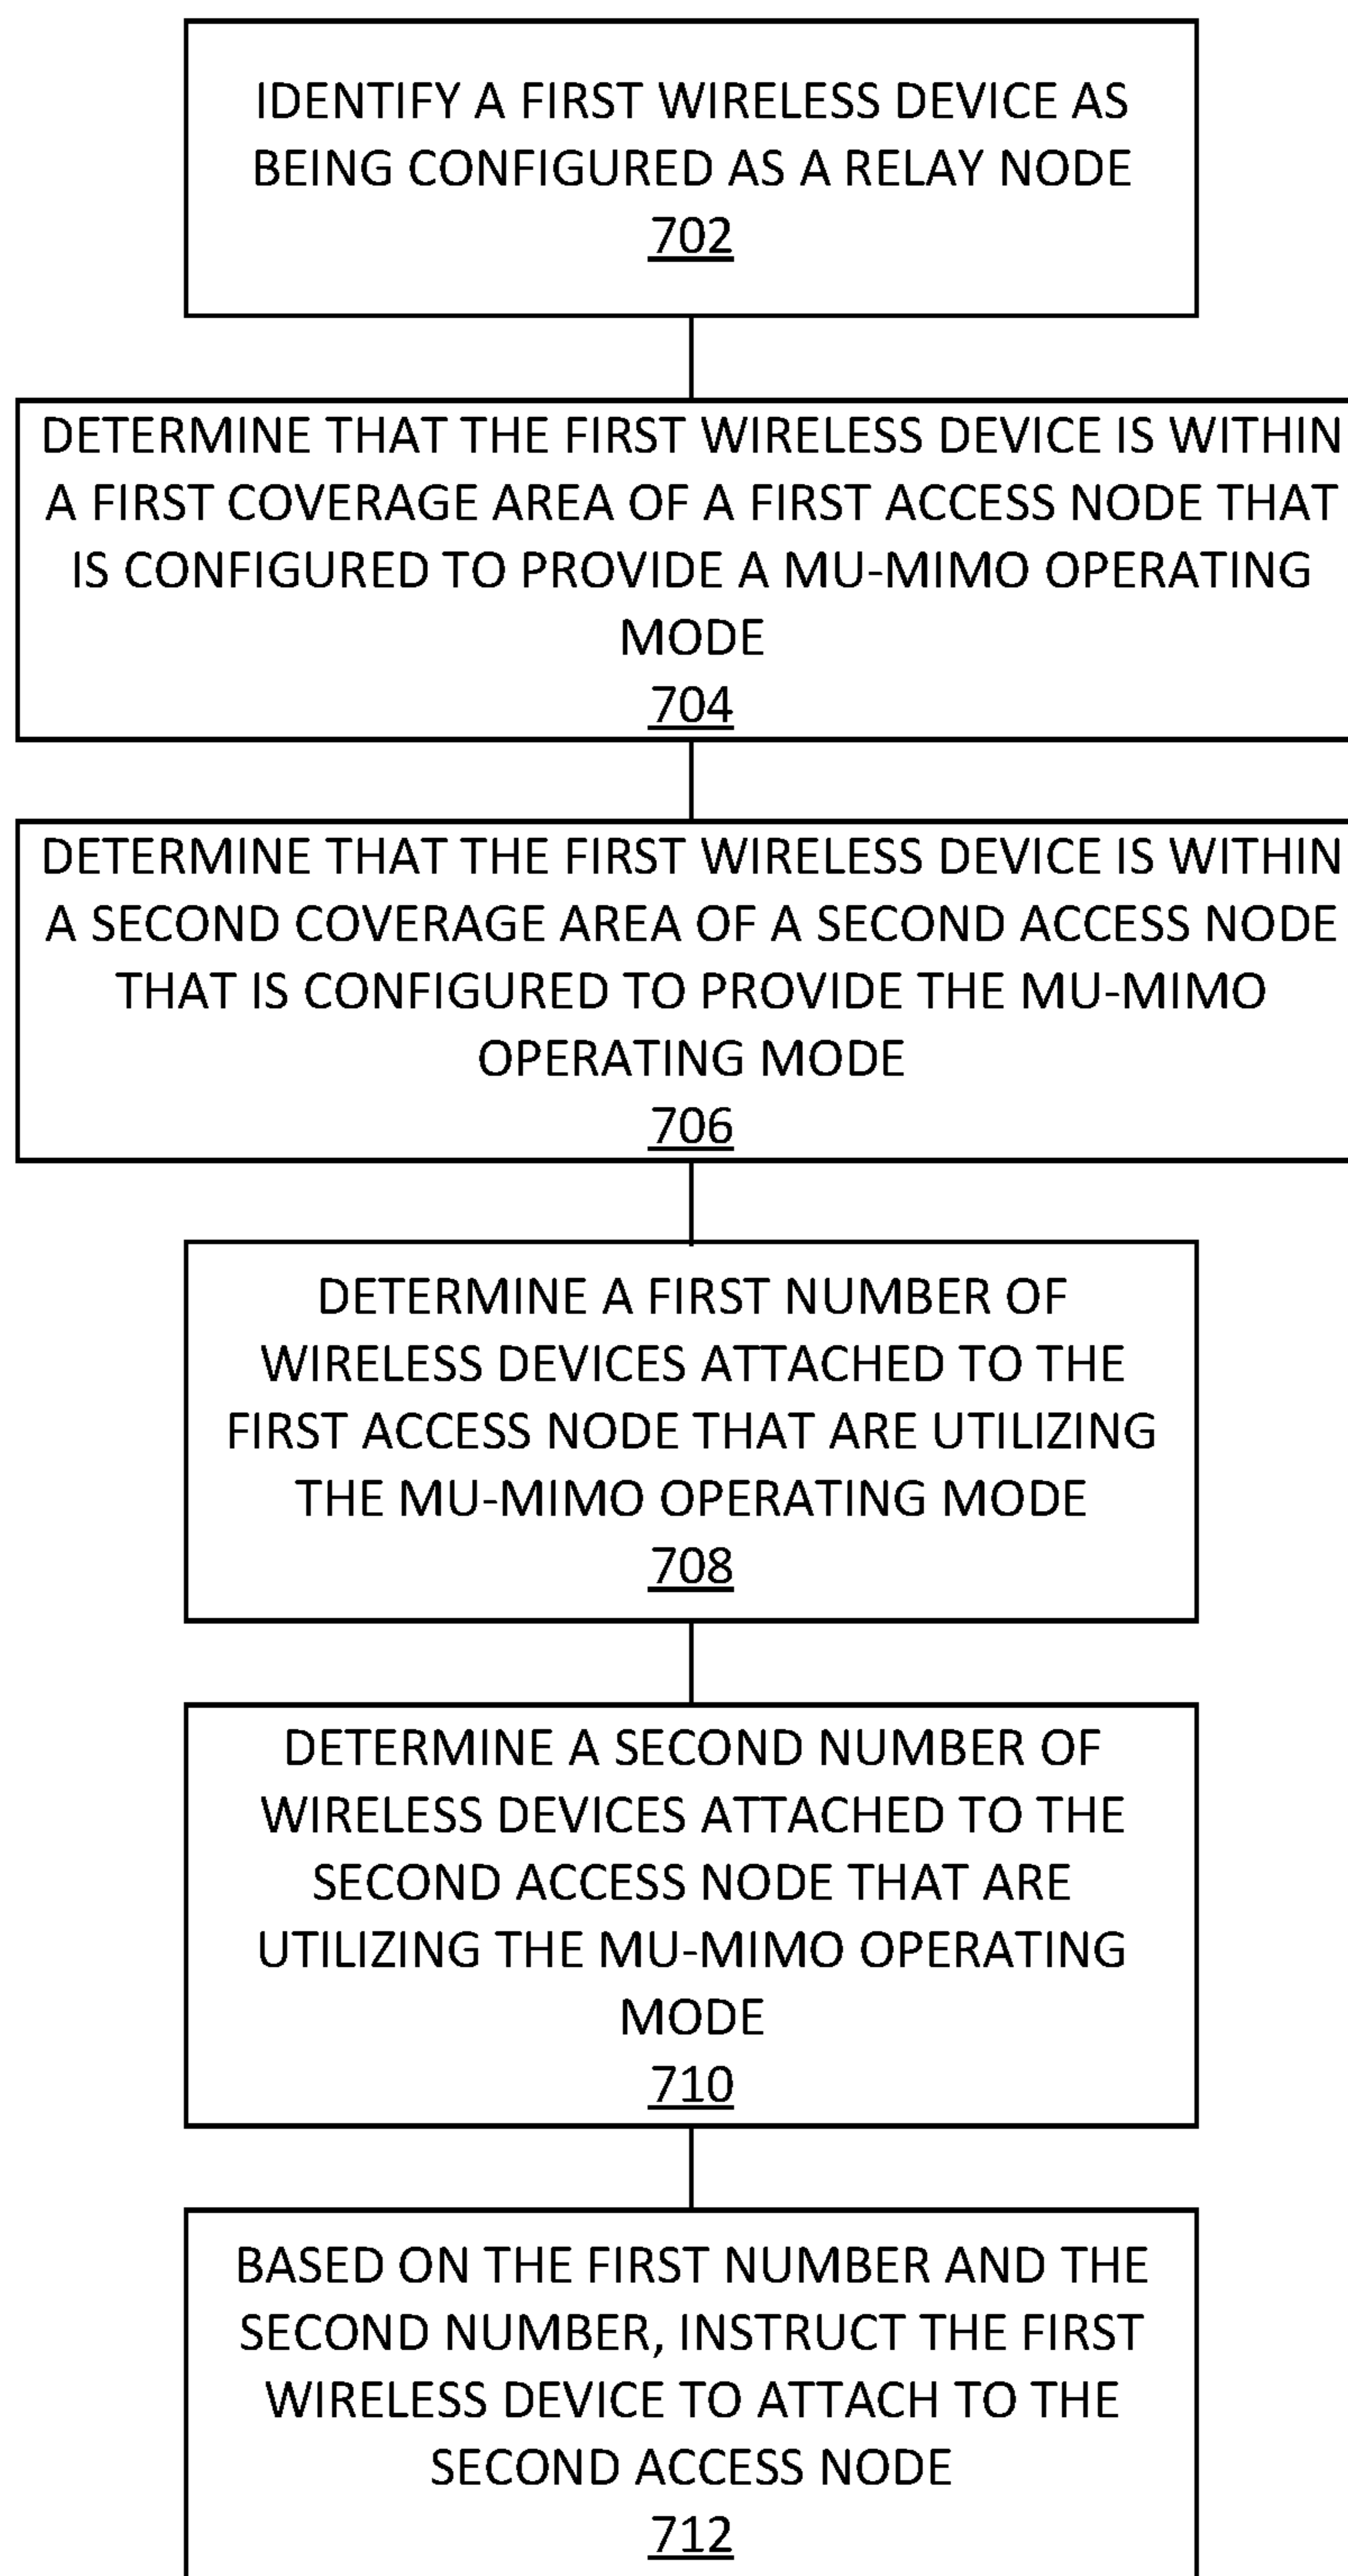 IDENTIFY A FIRST WIRELESS DEVICE AS
BEING CONFIGURED AS A RELAY NODE
702
DETERMINE THAT THE FIRST WIRELESS DEVICE IS WITHIN
A FIRST COVERAGE AREA OF A FIRST ACCESS NODE THAT
IS CONFIGURED TO PROVIDE A MU-MIMO OPERATING
MODE
704
DETERMINE THAT THE FIRST WIRELESS DEVICE IS WITHIN
A SECOND COVERAGE AREA OF A SECOND ACCESS NODE
THAT IS CONFIGURED TO PROVIDE THE MU-MIMO
OPERATING MODE
706
DETERMINE A FIRST NUMBER OF
WIRELESS DEVICES ATTACHED TO THE
FIRST ACCESS NODE THAT ARE UTILIZING
THE MU-MIMO OPERATING MODE
708
DETERMINE A SECOND NUMBER OF
WIRELESS DEVICES ATTACHED TO THE
SECOND ACCESS NODE THAT ARE
UTILIZING THE MU-MIMO OPERATING
MODE
710
BASED ON THE FIRST NUMBER AND THE
SECOND NUMBER, INSTRUCT THE FIRST
WIRELESS DEVICE TO ATTACH TO THE
SECOND ACCESS NODE
712